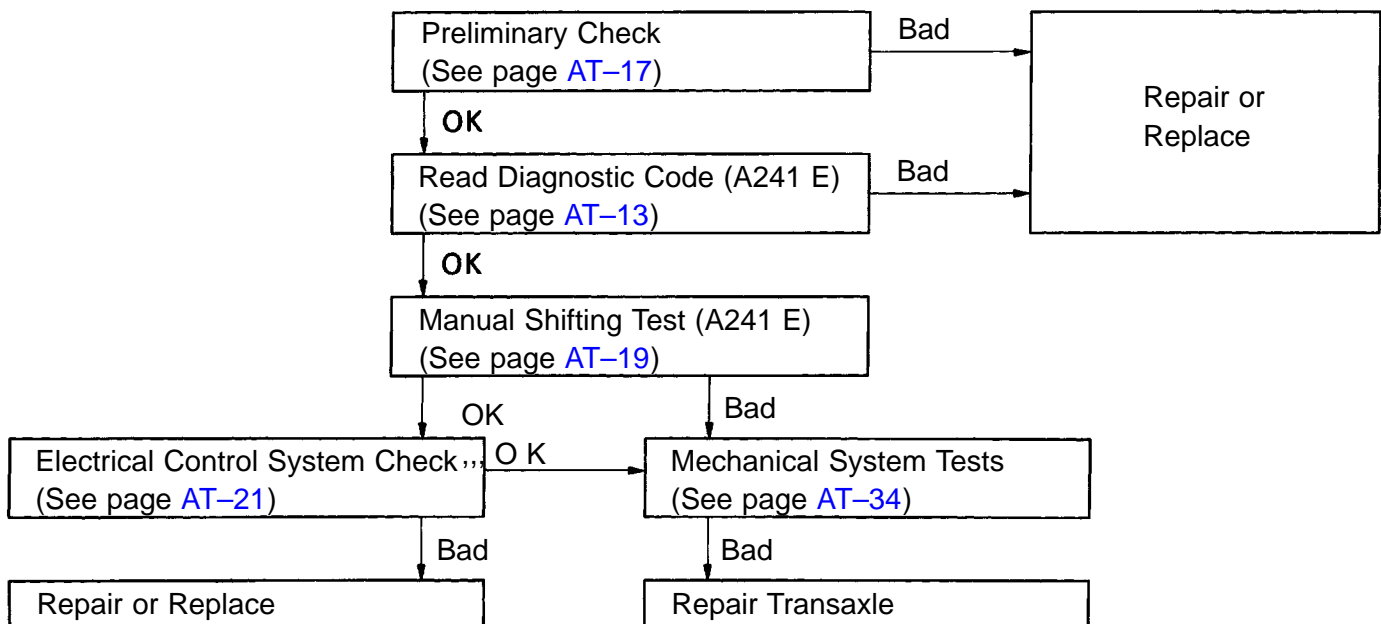 Preliminary Check
(See page AT–17)
Bad
Repair or
Replace
OK
Read Diagnostic Code (A241 E)
(See page AT–13)
Bad
OK
Manual Shifting Test (A241 E)
(See page AT–19)
OK
Bad
Electrical Control System Check ,,, O K
(See page AT–21)
Mechanical System Tests
(See page AT–34)
Bad
Bad
Repair or Replace
Repair Transaxle